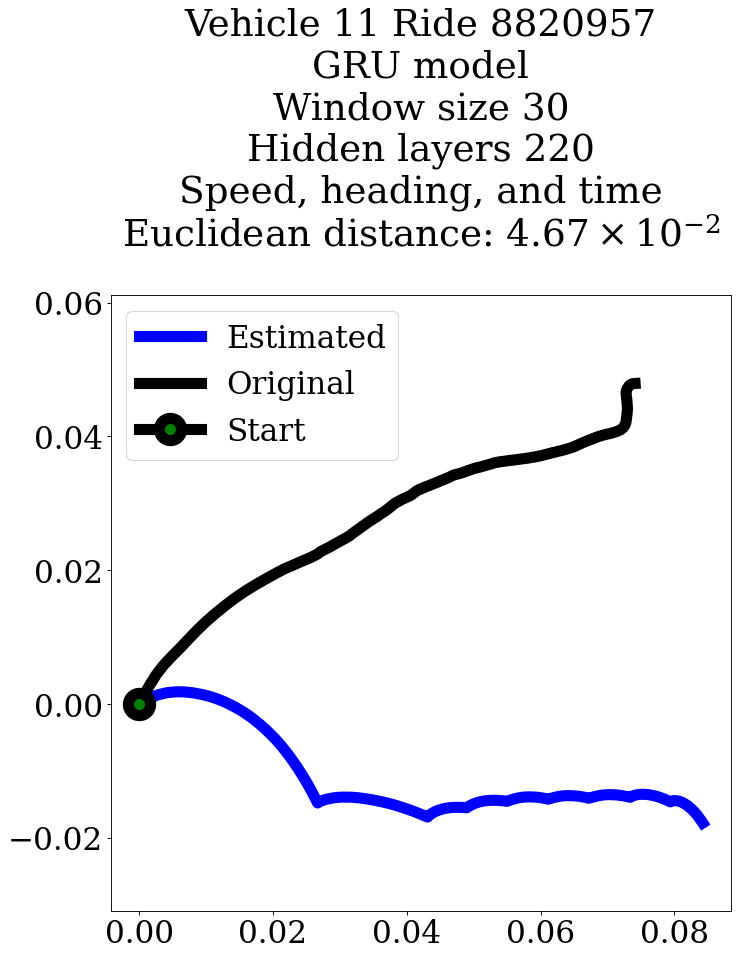 Vehicle 11 Ride 8820957
GRU model
Window size 30
Hidden layers 220
Speed, heading, and time
Euclidean distance: 4.67 × 10⁻²
0.06
Estimated
Original
0.04
Start
0.02
0.00
−0.02
0.00 0.02 0.04 0.06 0.08